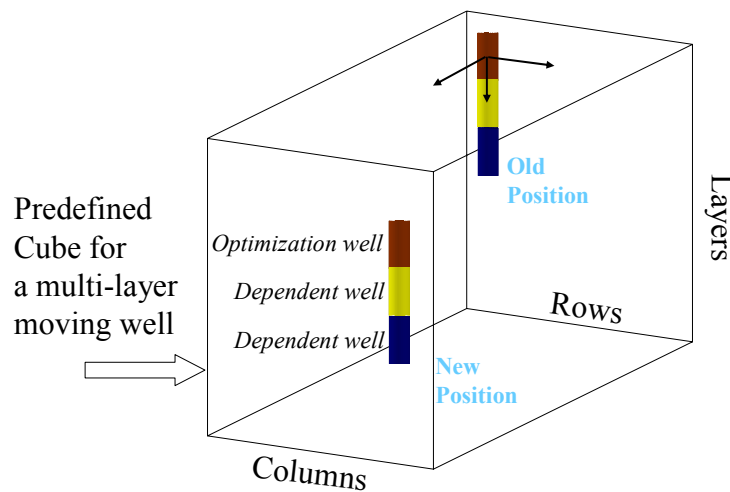 Old
Position
Layers
Predefined
Cube for
a multi-layer
moving well
Optimization well
Dependent well
Dependent well
Rows
New
Position
Columns